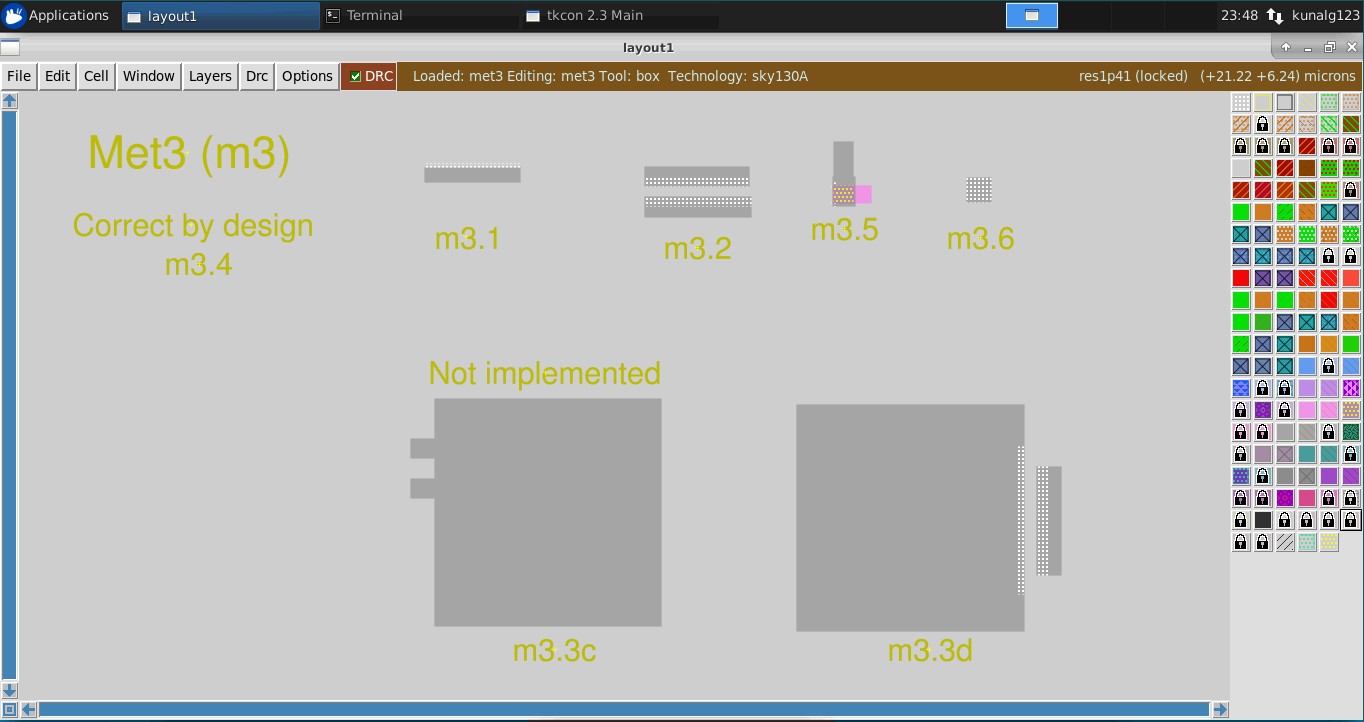 Applications layout1 Terminal tkcon 2.3 Main 23:48 kunalg123
layout1
File Edit Cell Window Layers Drc Options DRC Loaded: met3 Editing: met3 Tool: box Technology: sky130A res1p41 (locked) (+21.22 +6.24) microns
Met3 (m3)
Correct by design
m3.4
m3.1
m3.2
m3.5
m3.6
Not implemented
m3.3c
m3.3d